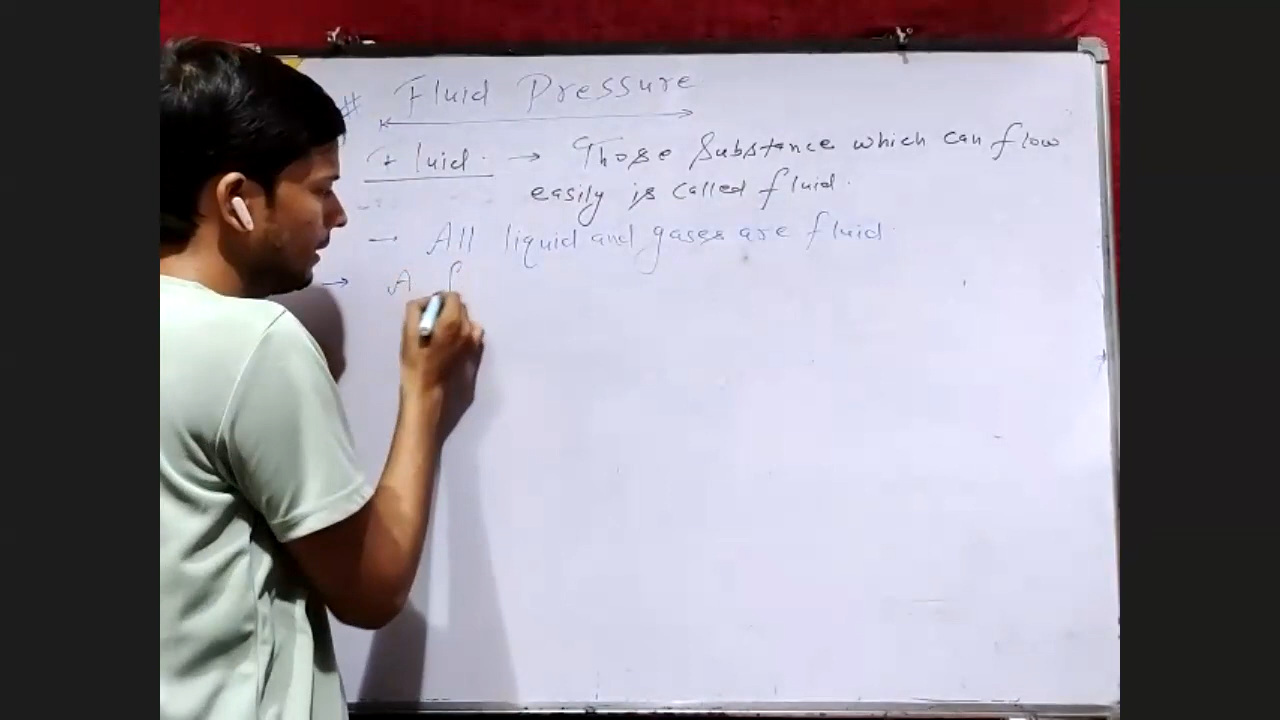 # Fluid Pressure
Fluid. → Those Substance which can flow
easily is called fluid.
→ All liquid and gases are fluid.
→ A f